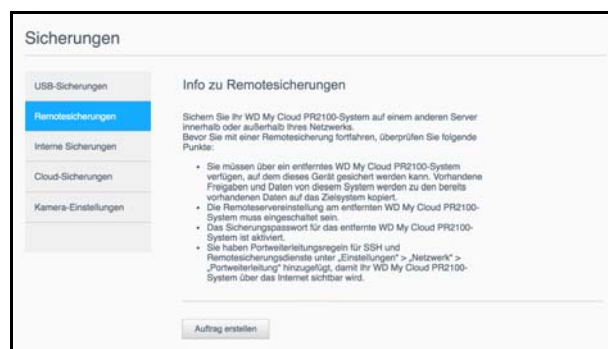 Sicherungen
USB-Sicherungen
Remotesicherungen
Interne Sicherungen
Cloud-Sicherungen
Kamera-Einstellungen
Info zu Remotesicherungen
Sichern Sie Ihr WD My Cloud PR2100-System auf einem anderen Server
innerhalb oder außerhalb Ihres Netzwerks.
Bevor Sie mit einer Remotesicherung fortfahren, überprüfen Sie folgende
Punkte:
• Sie müssen über ein entferntes WD My Cloud PR2100-System
verfügen, auf dem dieses Gerät gesichert werden kann. Vorhandene
Freigaben und Daten von diesem System werden zu den bereits
vorhandenen Daten auf das Zielsystem kopiert.
• Die Remoteservereinstellung am entfernten WD My Cloud PR2100-
System muss eingeschaltet sein.
• Das Sicherungspasswort für das entfernte WD My Cloud PR2100-
System ist aktiviert.
• Sie haben Portweiterleitungsregeln für SSH und
Remotesicherungsdienste unter „Einstellungen“ > „Netzwerk“ >
„Portweiterleitung“ hinzugefügt, damit Ihr WD My Cloud PR2100-
System über das Internet sichtbar wird.
Auftrag erstellen